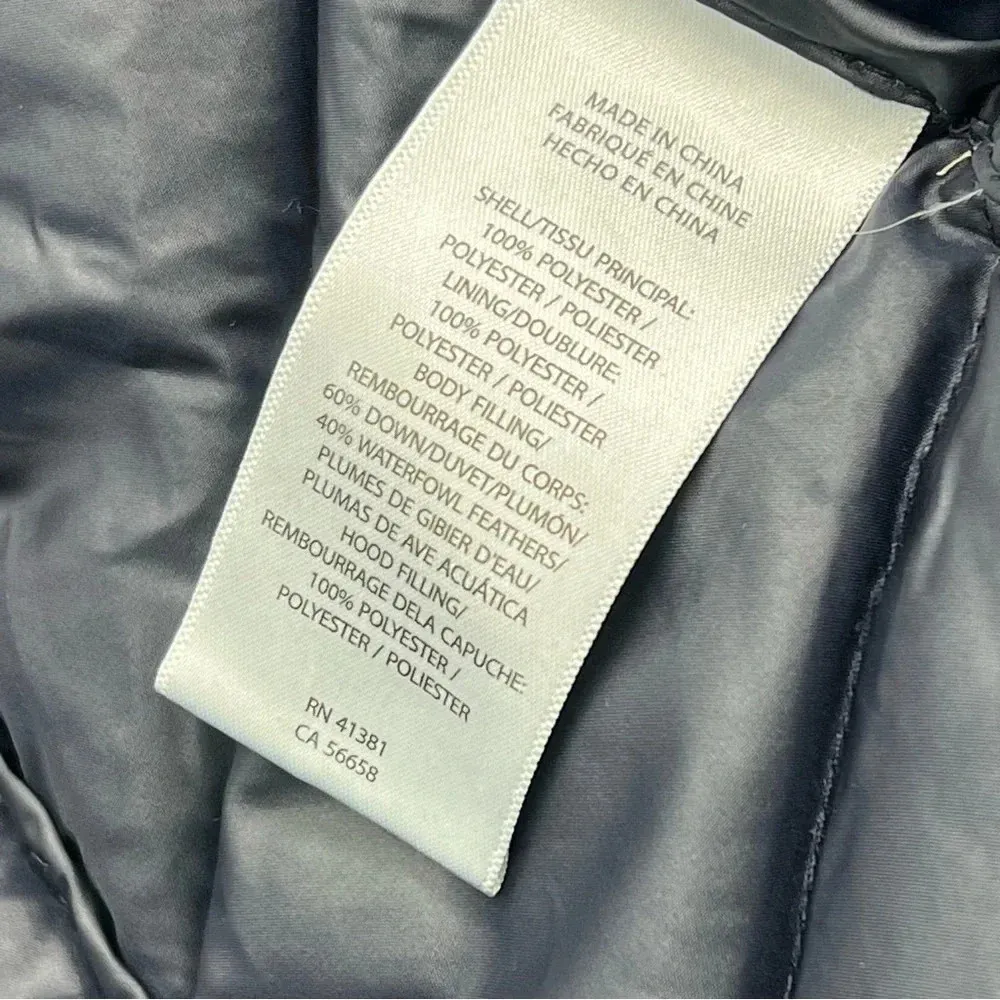 MADE IN CHINA
FABRIQUÉ EN CHINE
HECHO EN CHINA
SHELL/TISSU PRINCIPAL:
100% POLYESTER /
POLYESTER / POLIESTER
LINING/DOUBLURE:
100% POLYESTER /
POLYESTER / POLIESTER
BODY FILLING/
REMBOURRAGE DU CORPS:
60% DOWN/DUVET/PLUMÓN/
40% WATERFOWL FEATHERS/
PLUMES DE GIBIER D'EAU/
PLUMAS DE AVE ACUÁTICA
HOOD FILLING/
REMBOURRAGE DELA CAPUCHE:
100% POLYESTER /
POLYESTER / POLIESTER
RN 41381
CA 56658